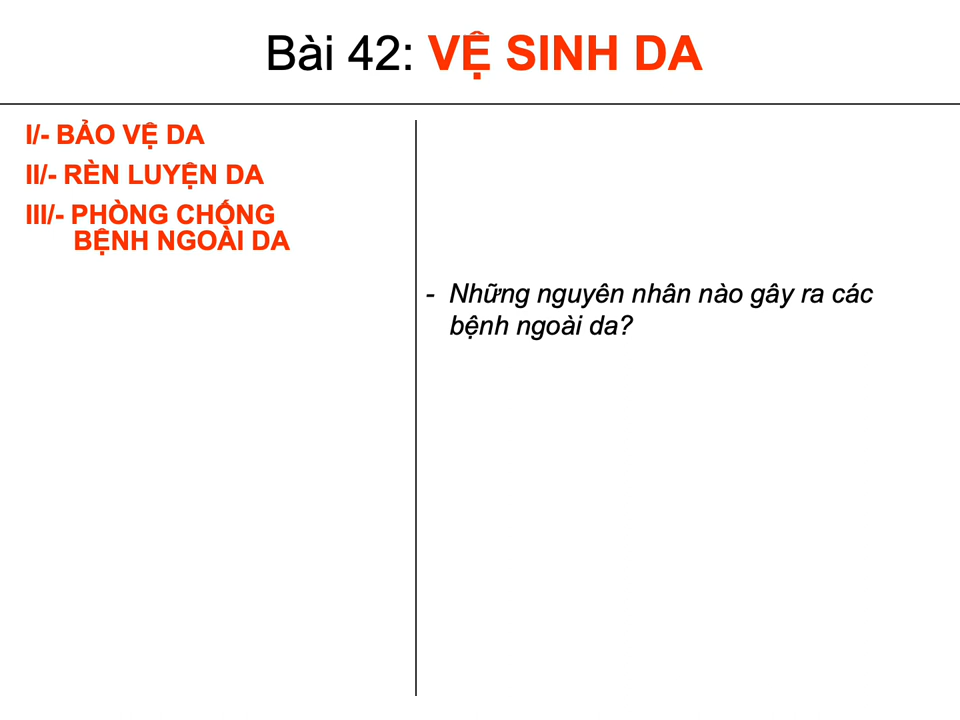 Bài 42: VỆ SINH DA
I/- BẢO VỆ DA
II/- RÈN LUYỆN DA
III/- PHÒNG CHỐNG
BỆNH NGOÀI DA
- Những nguyên nhân nào gây ra các
bệnh ngoài da?